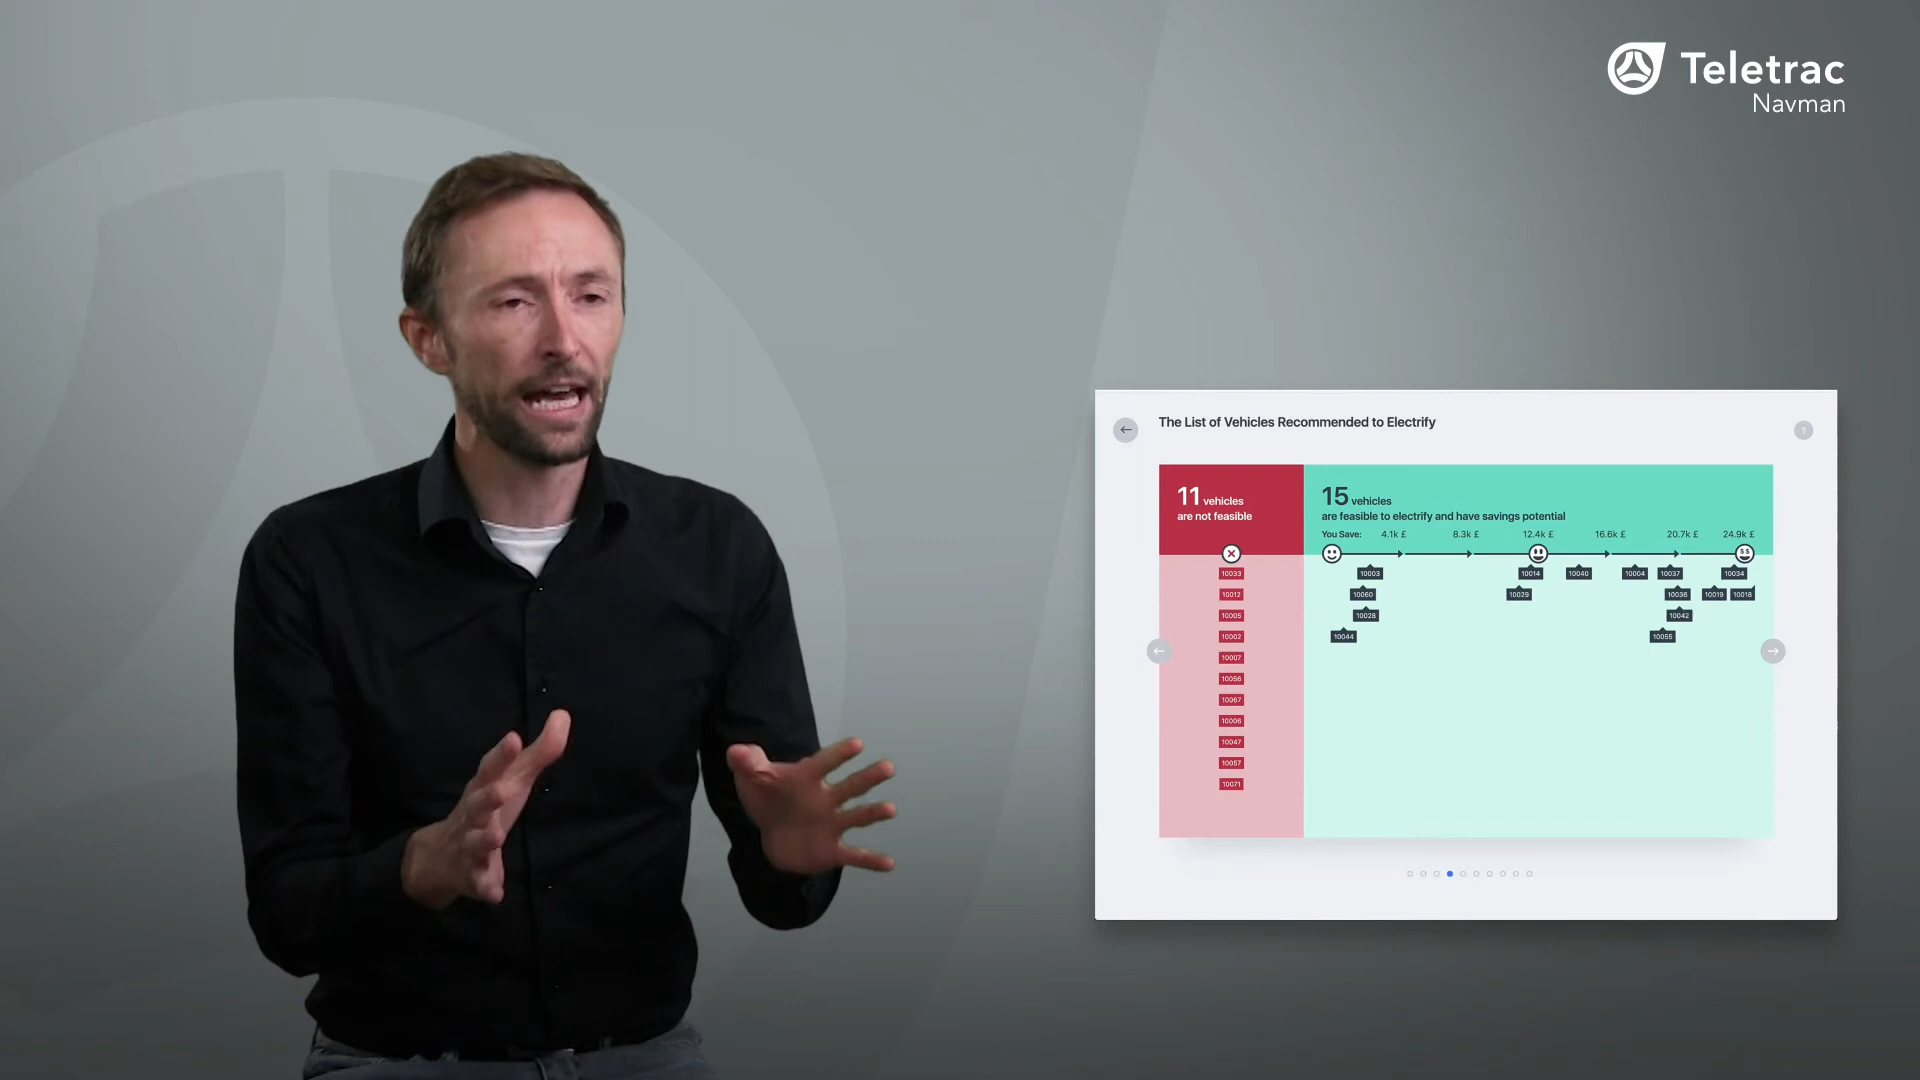 Teletrac
Navman
The List of Vehicles Recommended to Electrify
?
11 vehicles
are not feasible
15 vehicles
are feasible to electrify and have savings potential
You Save: 4.1k £ 8.3k £ 12.4k £ 16.6k £ 20.7k £ 24.9k £
$$
10033
10012
10005
10002
10007
10056
10067
10006
10047
10057
10071
10003 10014 10040 10004 10037 10034
10060 10029 10036 10019 10018
10028 10042
10044 10055